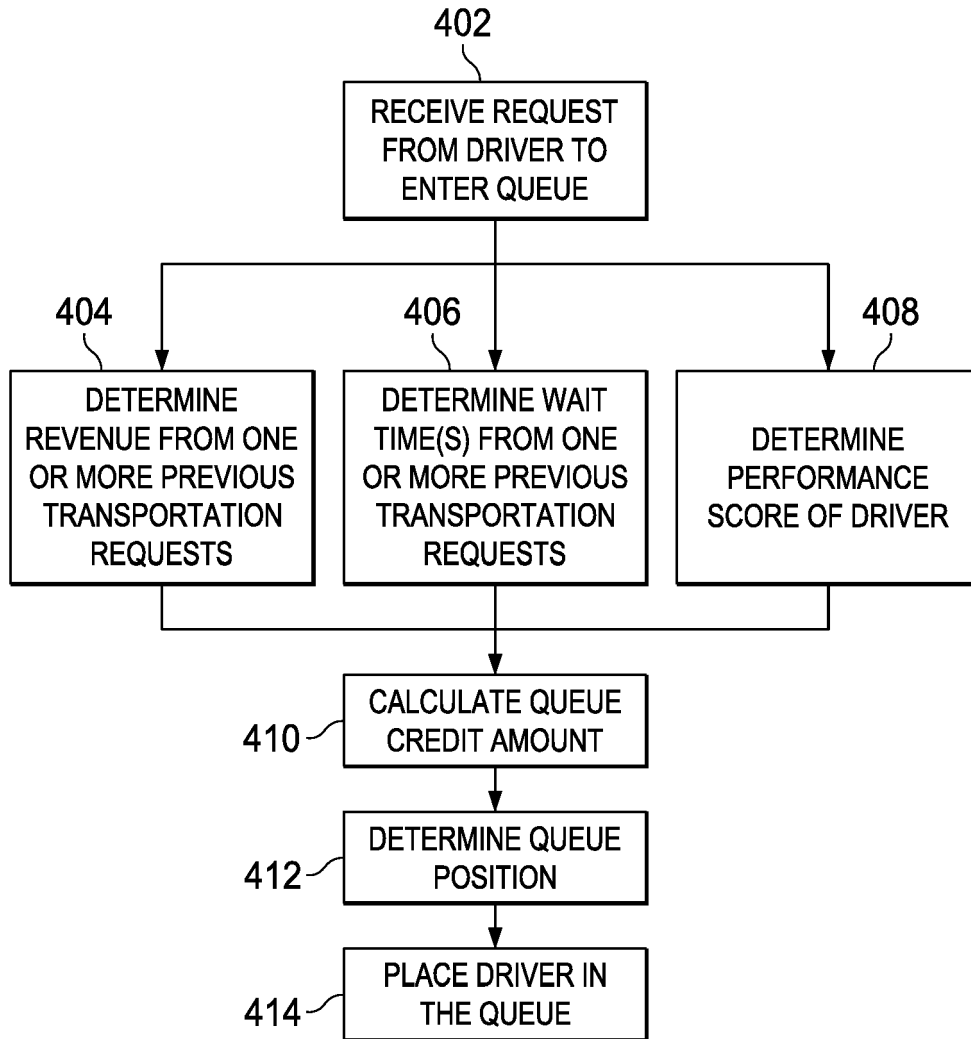 402
RECEIVE REQUEST
FROM DRIVER TO
ENTER QUEUE
404
DETERMINE
REVENUE FROM ONE
OR MORE PREVIOUS
TRANSPORTATION
REQUESTS
406
DETERMINE WAIT
TIME(S) FROM ONE
OR MORE PREVIOUS
TRANSPORTATION
REQUESTS
408
DETERMINE
PERFORMANCE
SCORE OF DRIVER
410
CALCULATE QUEUE
CREDIT AMOUNT
412
DETERMINE QUEUE
POSITION
414
PLACE DRIVER IN
THE QUEUE